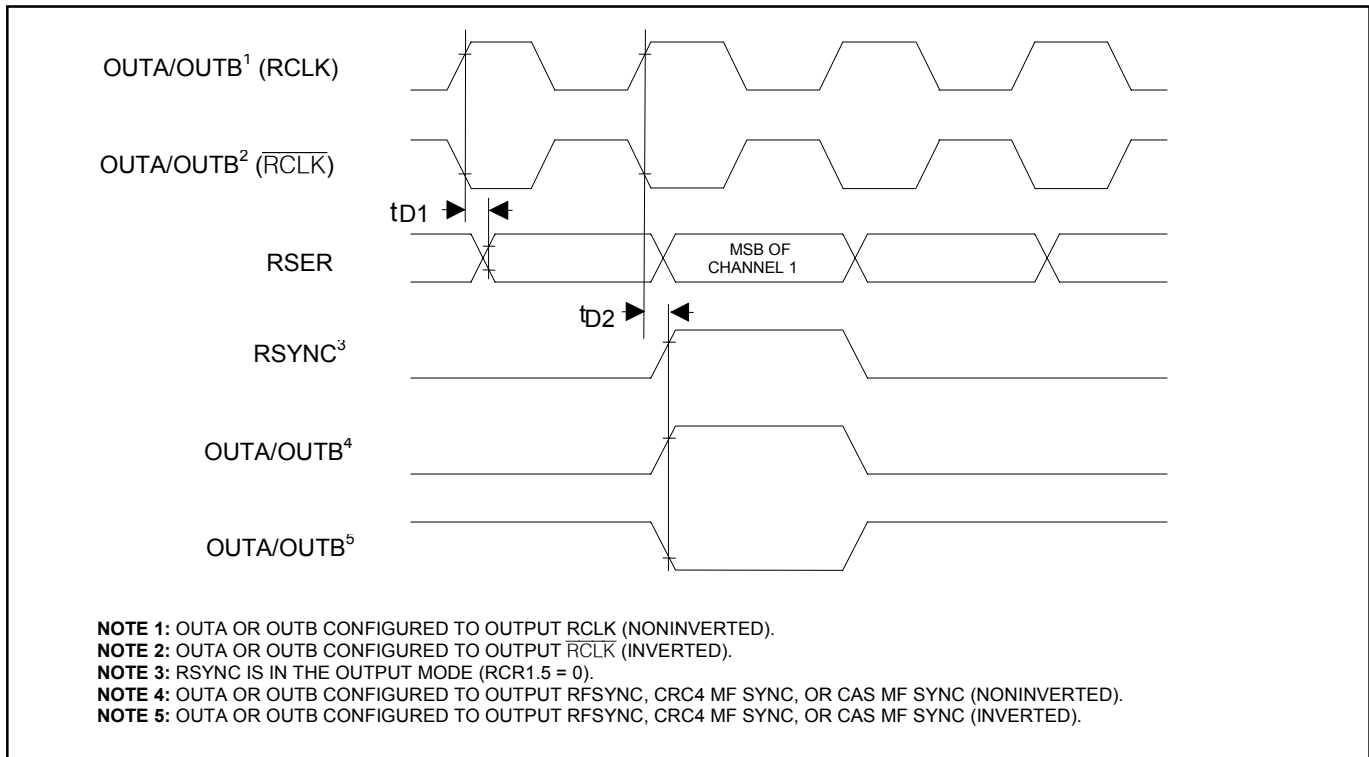 OUTA/OUTB¹ (RCLK)
OUTA/OUTB² (R̅C̅L̅K̅)
tD1
RSER
MSB OF
CHANNEL 1
tD2
RSYNC³
OUTA/OUTB⁴
OUTA/OUTB⁵
NOTE 1: OUTA OR OUTB CONFIGURED TO OUTPUT RCLK (NONINVERTED).
NOTE 2: OUTA OR OUTB CONFIGURED TO OUTPUT R̅C̅L̅K̅ (INVERTED).
NOTE 3: RSYNC IS IN THE OUTPUT MODE (RCR1.5 = 0).
NOTE 4: OUTA OR OUTB CONFIGURED TO OUTPUT RFSYNC, CRC4 MF SYNC, OR CAS MF SYNC (NONINVERTED).
NOTE 5: OUTA OR OUTB CONFIGURED TO OUTPUT RFSYNC, CRC4 MF SYNC, OR CAS MF SYNC (INVERTED).